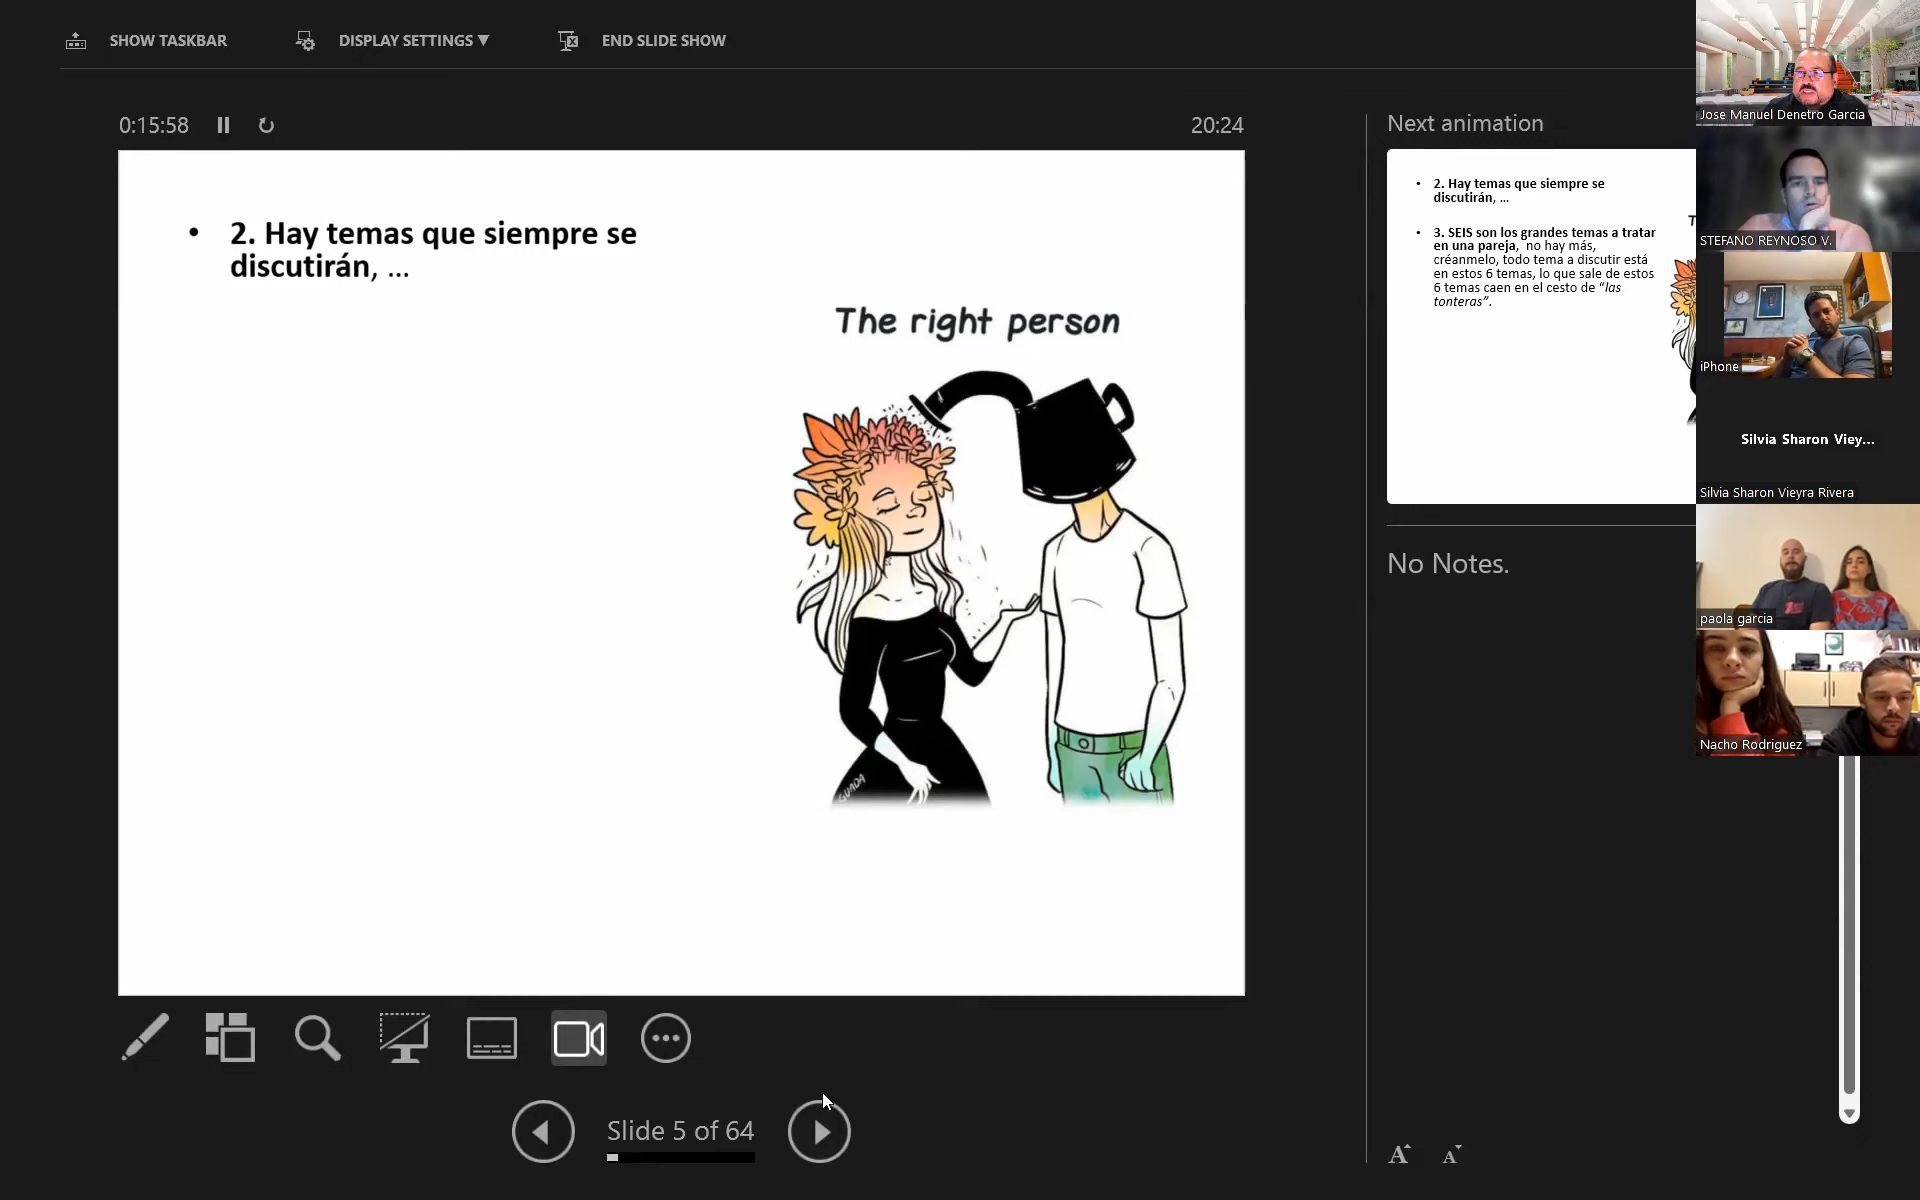 SHOW TASKBAR
DISPLAY SETTINGS ▼
END SLIDE SHOW
0:15:58
20:24
• 2. Hay temas que siempre se
discutirán, ...
The right person
GUADA
Next animation
• 2. Hay temas que siempre se
discutirán, ...
• 3. SEIS son los grandes temas a tratar
en una pareja, no hay más,
créanmelo, todo tema a discutir está
en estos 6 temas, lo que sale de estos
6 temas caen en el cesto de “las
tonteras”.
T
No Notes.
Slide 5 of 64
A
A
Jose Manuel Denetro Garcia
STEFANO REYNOSO V.
iPhone
Silvia Sharon Viey...
Silvia Sharon Vieyra Rivera
paola garcia
Nacho Rodriguez